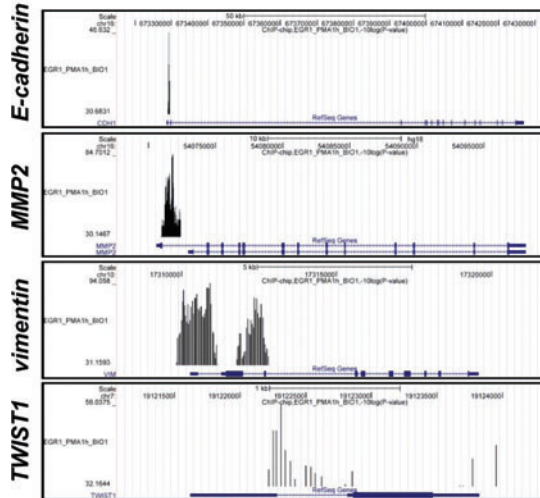 E-cadherin
Scale 50 kb
chr16: 67330000| 67340000| 67350000| 67360000| 67370000| 67380000| 67390000| 67400000| 67410000| 67420000| 67430000|
ChIP-chip,EGR1_PMA1h_BIO1,-10log(P-value)
46.832 _
EGR1_PMA1h_BIO1
30.6831
RefSeq Genes
CDH1
MMP2
Scale 10 kb hg18
chr16: 54075000| 54080000| 54085000| 54090000| 54095000|
ChIP-chip,EGR1_PMA1h_BIO1,-10log(P-value)
84.7012 _
EGR1_PMA1h_BIO1
30.1467
RefSeq Genes
MMP2
MMP2
vimentin
Scale 5 kb
chr10: 17310000| 17315000| 17320000|
ChIP-chip,EGR1_PMA1h_BIO1,-10log(P-value)
94.058 _
EGR1_PMA1h_BIO1
31.1593
RefSeq Genes
VIM
TWIST1
Scale 1 kb
chr7: 19121500| 19122000| 19122500| 19123000| 19123500| 19124000|
ChIP-chip,EGR1_PMA1h_BIO1,-10log(P-value)
58.0375 _
EGR1_PMA1h_BIO1
32.1644
RefSeq Genes
TWIST1